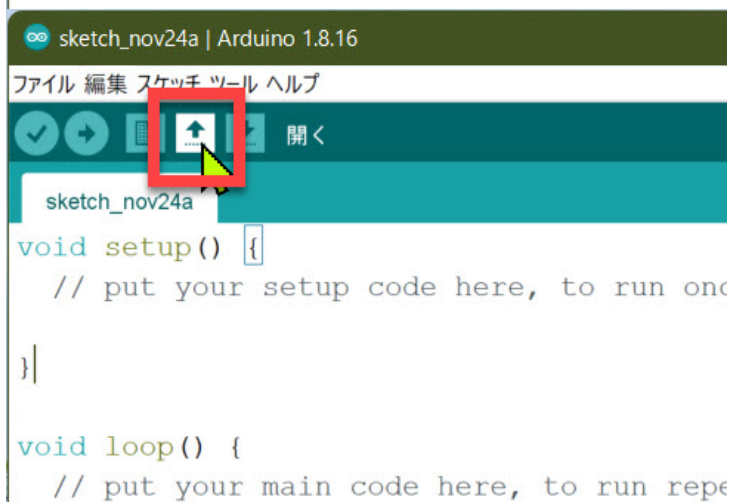 sketch_nov24a | Arduino 1.8.16
ファイル 編集 スケッチ ツール ヘルプ
開く
sketch_nov24a
void setup() {
// put your setup code here, to run onc
}
void loop() {
// put your main code here, to run repe